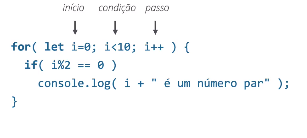 início condição passo
for( let i=0; i<10; i++ ) {
if( i%2 == 0 )
console.log( i + " é um número par" );
}